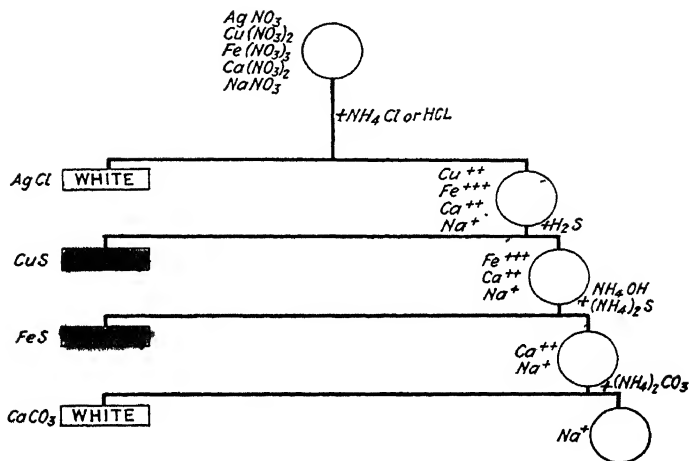 AgNO3
Cu(NO3)2
Fe(NO3)3
Ca(NO3)2
NaNO3
+NH4Cl or HCL
AgCl WHITE
Cu++
Fe+++
Ca++
Na+
+H2S
CuS
Fe+++
Ca++
Na+
NH4OH
+(NH4)2S
FeS
Ca++
Na+
+(NH4)2CO3
CaCO3 WHITE
Na+